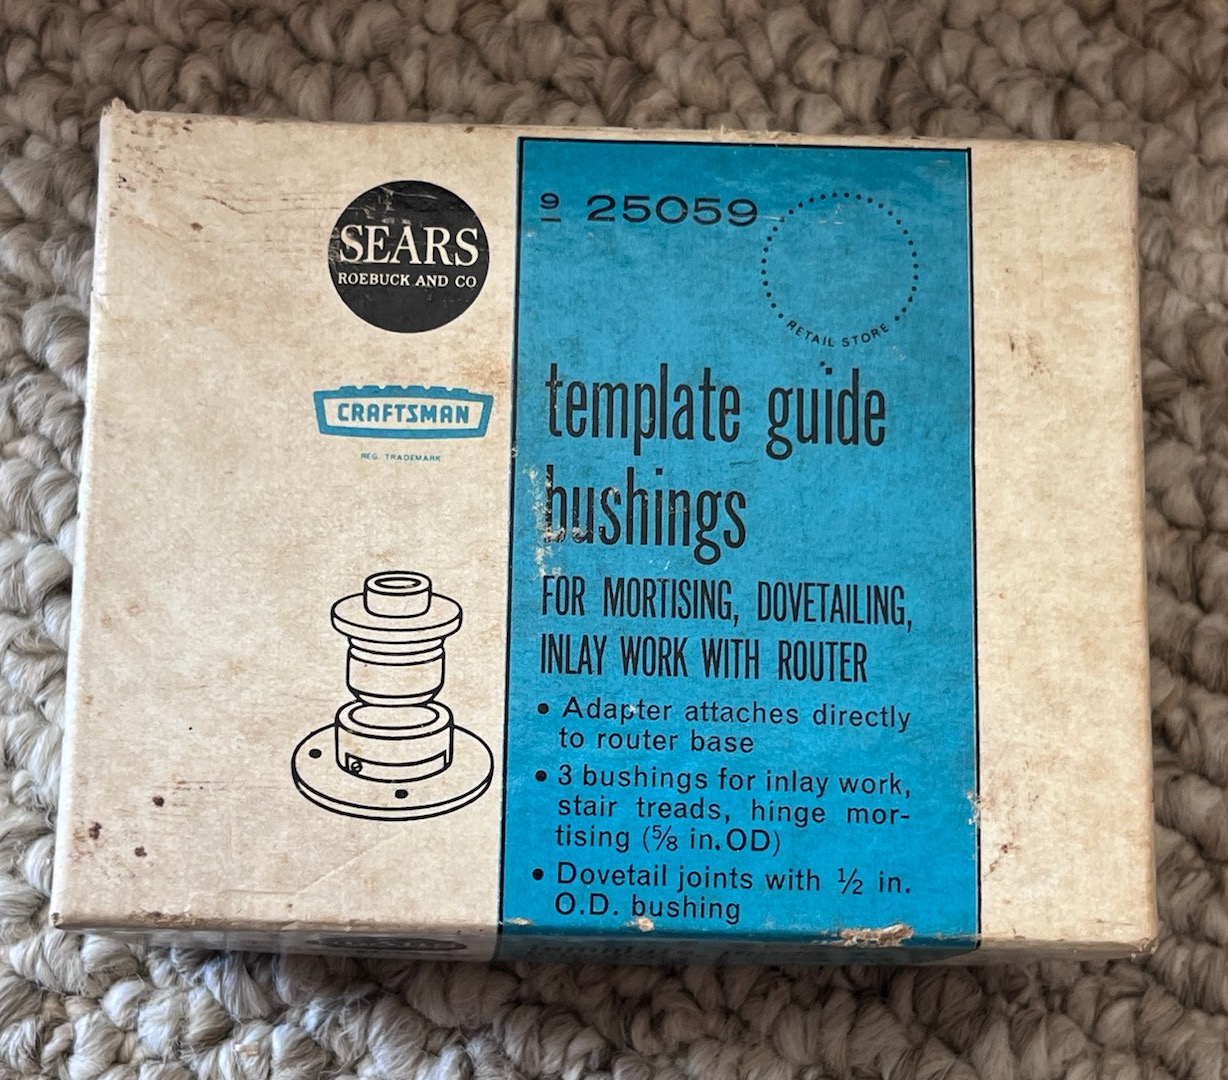 SEARS
ROEBUCK AND CO
CRAFTSMAN
REG. TRADEMARK
9 25059
RETAIL STORE
template guide
bushings
FOR MORTISING, DOVETAILING,
INLAY WORK WITH ROUTER
• Adapter attaches directly
to router base
• 3 bushings for inlay work,
stair treads, hinge mor-
tising (⅝ in. OD)
• Dovetail joints with ½ in.
O.D. bushing
SEARS